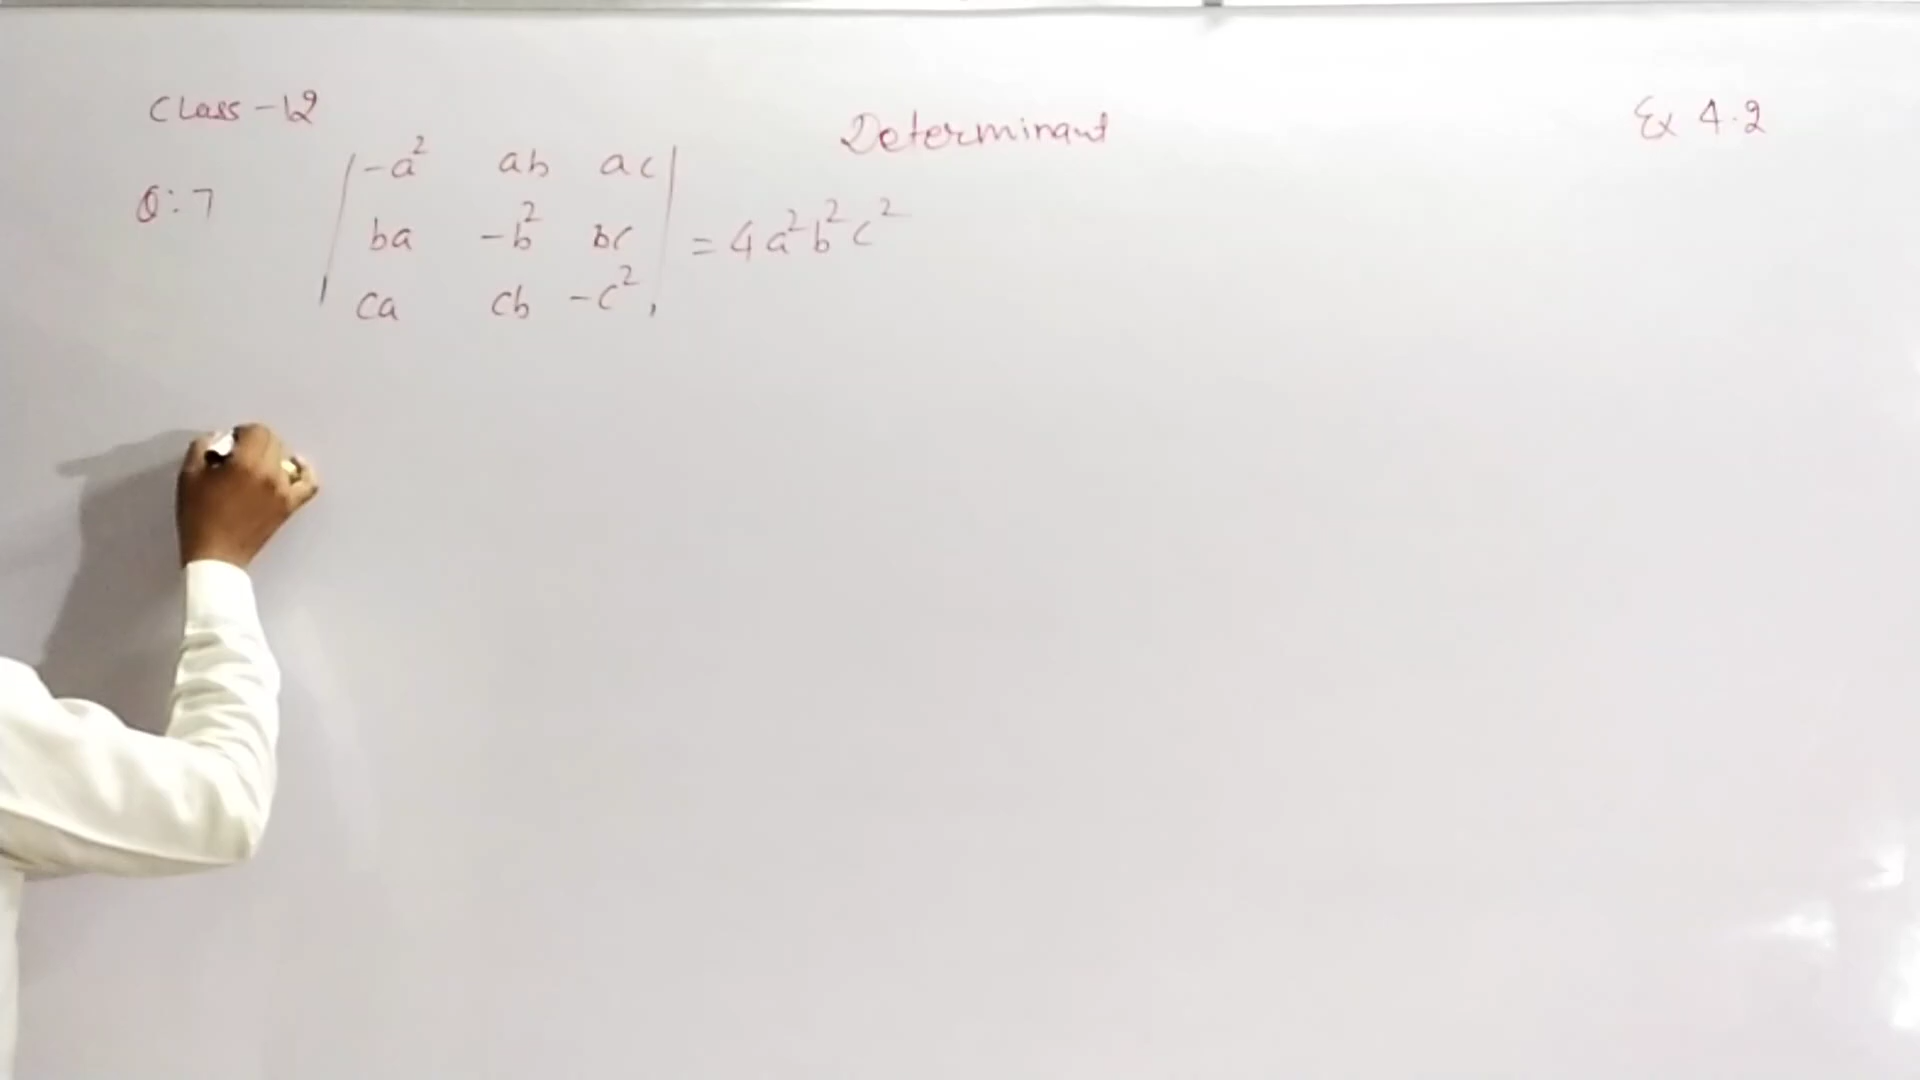 Class-12
Determinant
Ex 4.2
Q:7
-a² ab ac
ba -b² bc = 4a²b²c²
ca cb -c²